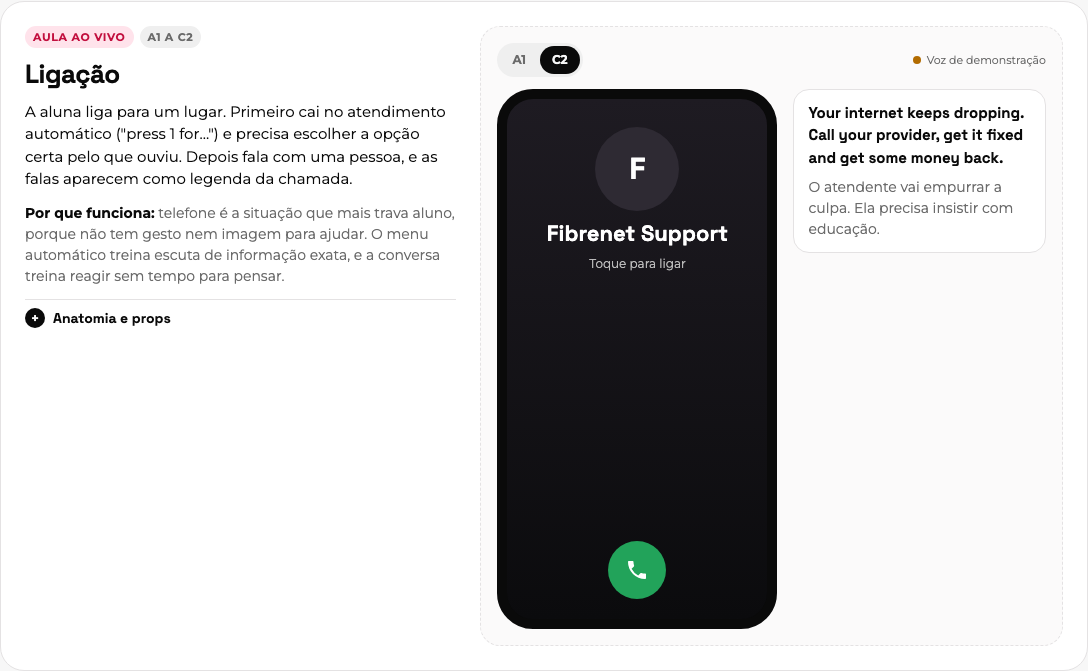 AULA AO VIVO
A1 A C2
Ligação
A aluna liga para um lugar. Primeiro cai no atendimento
automático ("press 1 for...") e precisa escolher a opção
certa pelo que ouviu. Depois fala com uma pessoa, e as
falas aparecem como legenda da chamada.
Por que funciona: telefone é a situação que mais trava aluno,
porque não tem gesto nem imagem para ajudar. O menu
automático treina escuta de informação exata, e a conversa
treina reagir sem tempo para pensar.
+ Anatomia e props
A1
C2
Voz de demonstração
F
Fibrenet Support
Toque para ligar
Your internet keeps dropping.
Call your provider, get it fixed
and get some money back.
O atendente vai empurrar a
culpa. Ela precisa insistir com
educação.